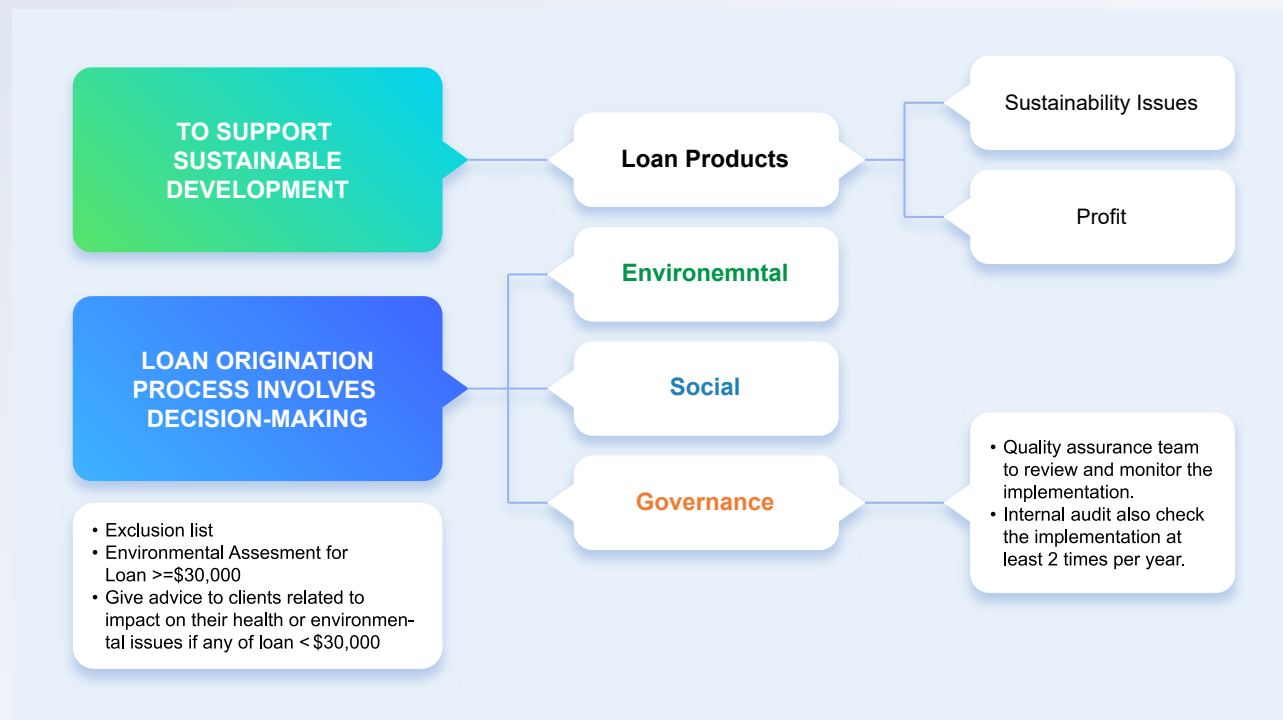 TO SUPPORT
SUSTAINABLE
DEVELOPMENT
Loan Products
Sustainability Issues
Profit
LOAN ORIGINATION
PROCESS INVOLVES
DECISION-MAKING
Environemntal
Social
Governance
• Exclusion list
• Environmental Assesment for
Loan >=$30,000
• Give advice to clients related to
impact on their health or environmen-
tal issues if any of loan <$30,000
• Quality assurance team
to review and monitor the
implementation.
• Internal audit also check
the implementation at
least 2 times per year.